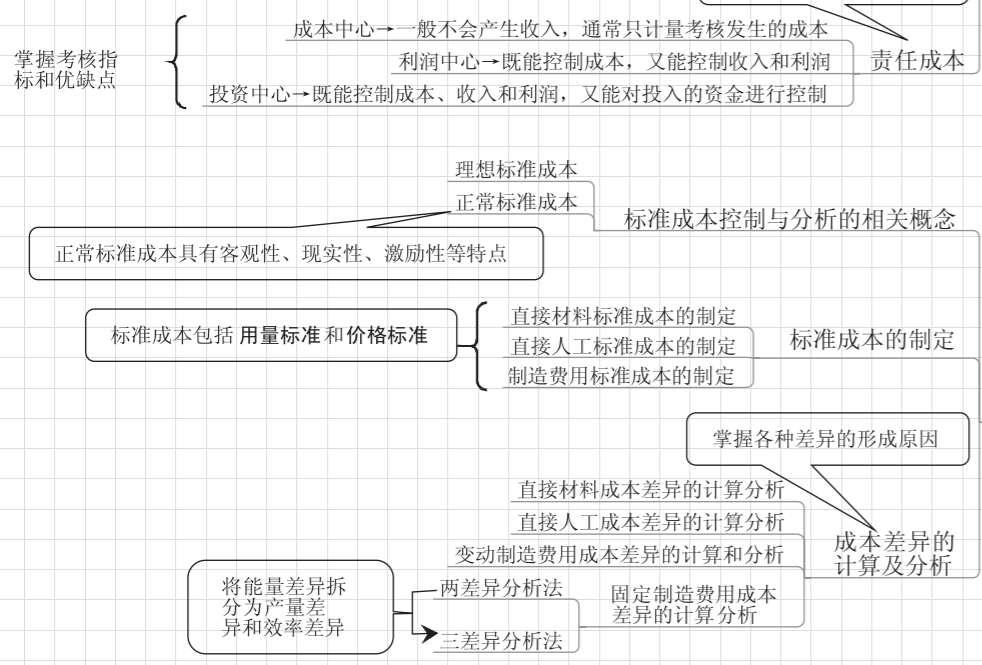 成本中心→一般不会产生收入，通常只计量考核发生的成本
掌握考核指
标和优缺点
利润中心→既能控制成本，又能控制收入和利润
责任成本
投资中心→既能控制成本、收入和利润，又能对投入的资金进行控制
理想标准成本
正常标准成本
标准成本控制与分析的相关概念
正常标准成本具有客观性、现实性、激励性等特点
直接材料标准成本的制定
标准成本包括 用量标准 和 价格标准
直接人工标准成本的制定
标准成本的制定
制造费用标准成本的制定
掌握各种差异的形成原因
直接材料成本差异的计算分析
直接人工成本差异的计算分析
变动制造费用成本差异的计算和分析
成本差异的
计算及分析
将能量差异拆
分为产量差
异和效率差异
两差异分析法
三差异分析法
固定制造费用成本
差异的计算分析